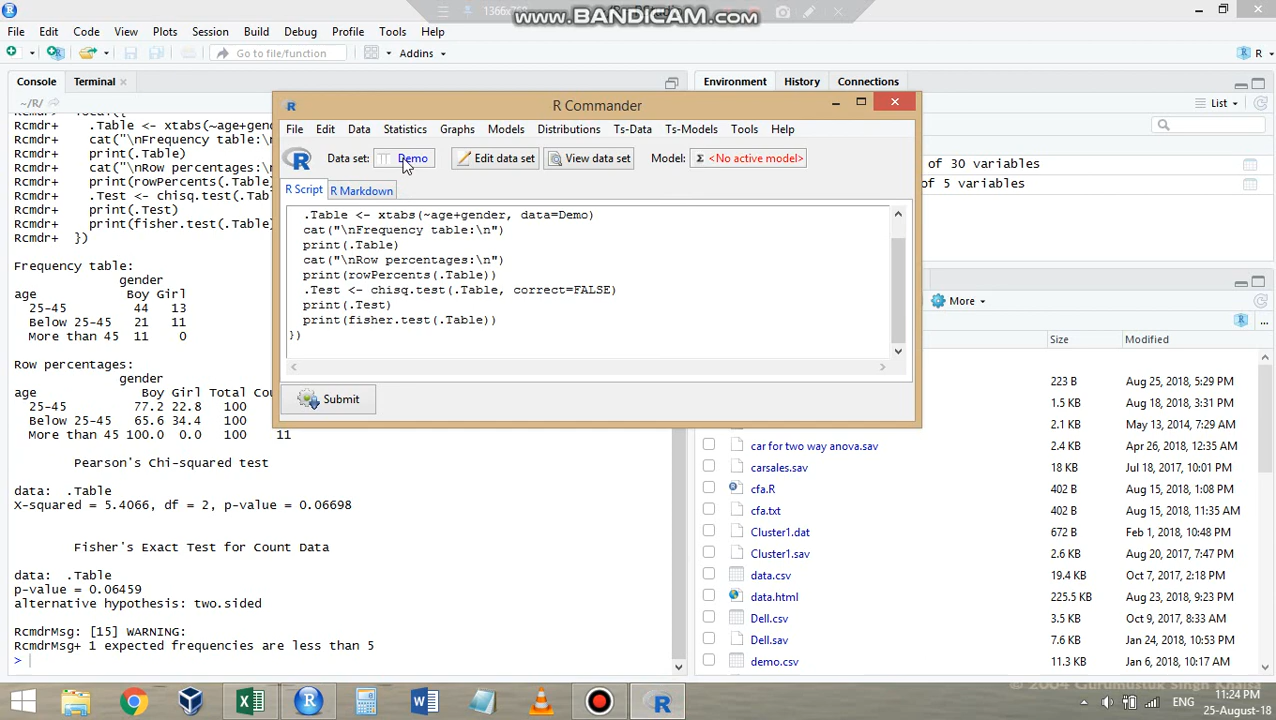 1366x768
www.BANDICAM.com
File Edit Code View Plots Session Build Debug Profile Tools Help
Go to file/function
Addins
R
Console Terminal
~/R/
Rcmdr+ .Table <- xtabs(~age+gende
Rcmdr+ cat("\nFrequency table:\n
Rcmdr+ print(.Table)
Rcmdr+ cat("\nRow percentages:\n
Rcmdr+ print(rowPercents(.Table)
Rcmdr+ .Test <- chisq.test(.Tabl
Rcmdr+ print(.Test)
Rcmdr+ print(fisher.test(.Table)
Rcmdr+ })
Frequency table:
gender
age Boy Girl
25-45 44 13
Below 25-45 21 11
More than 45 11 0
Row percentages:
gender
age Boy Girl Total Cou
25-45 77.2 22.8 100
Below 25-45 65.6 34.4 100
More than 45 100.0 0.0 100 11
Pearson's Chi-squared test
data: .Table
X-squared = 5.4066, df = 2, p-value = 0.06698
Fisher's Exact Test for Count Data
data: .Table
p-value = 0.06459
alternative hypothesis: two.sided
RcmdrMsg: [15] WARNING:
RcmdrMsg+ 1 expected frequencies are less than 5
>
R Commander
File Edit Data Statistics Graphs Models Distributions Ts-Data Ts-Models Tools Help
Data set: Demo Edit data set View data set Model: Σ <No active model>
R Script R Markdown
.Table <- xtabs(~age+gender, data=Demo)
cat("\nFrequency table:\n")
print(.Table)
cat("\nRow percentages:\n")
print(rowPercents(.Table))
.Test <- chisq.test(.Table, correct=FALSE)
print(.Test)
print(fisher.test(.Table))
})
Submit
Environment History Connections
List
of 30 variables
of 5 variables
More
Size Modified
223 B Aug 25, 2018, 5:29 PM
1.5 KB Aug 18, 2018, 3:31 PM
2.1 KB May 13, 2014, 7:29 AM
car for two way anova.sav 2.4 KB Apr 26, 2018, 12:35 AM
carsales.sav 18 KB Jul 18, 2017, 10:01 PM
cfa.R 402 B Aug 15, 2018, 1:08 PM
cfa.txt 402 B Aug 15, 2018, 11:35 AM
Cluster1.dat 672 B Feb 1, 2018, 10:48 PM
Cluster1.sav 2.6 KB Aug 20, 2017, 7:47 PM
data.csv 19.4 KB Oct 7, 2017, 2:18 PM
data.html 225.5 KB Aug 23, 2018, 9:33 PM
Dell.csv 3.5 KB Oct 9, 2017, 8:33 AM
Dell.sav 7.6 KB Jan 24, 2018, 10:53 PM
demo.csv 11.3 KB Jan 6, 2018, 7:14 AM
© 2004 Gurumustuk Singh Khalsa
11:24 PM
25-August-18